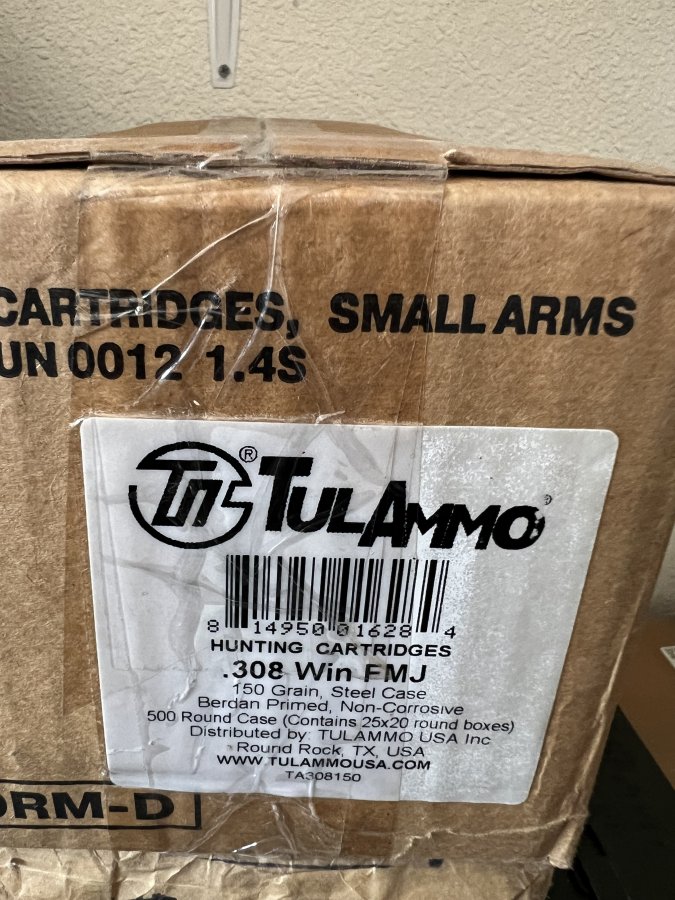 CARTRIDGES, SMALL ARMS
UN 0012 1.4S
Tn® TULAMMO®
8 14950 01628 4
HUNTING CARTRIDGES
.308 Win FMJ
150 Grain, Steel Case
Berdan Primed, Non-Corrosive
500 Round Case (Contains 25x20 round boxes)
Distributed by: TULAMMO USA Inc
Round Rock, TX, USA
WWW.TULAMMOUSA.COM
TA308150
ORM-D